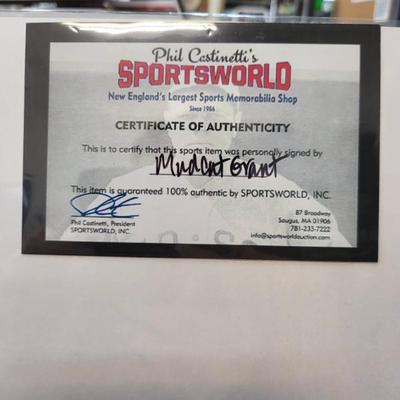 Phil Castinetti's
SPORTSWORLD
New England's Largest Sports Memorabilia Shop
Since 1986
CERTIFICATE OF AUTHENTICITY
This is to certify that this sports item was personally signed by
Mudcat Grant
This item is guaranteed 100% authentic by SPORTSWORLD, INC.
Phil Castinetti, President
SPORTSWORLD, INC.
87 Broadway
Saugus, MA 01906
781-233-7222
info@sportsworldauction.com